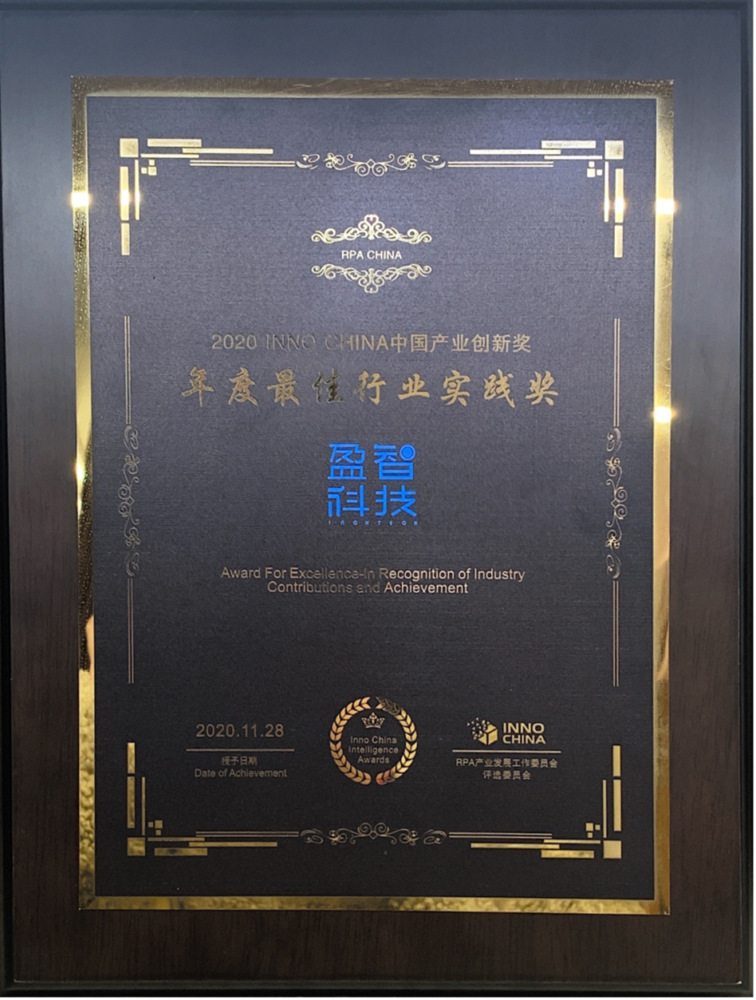 RPA CHINA
2020 INNO CHINA中国产业创新奖
年度最佳行业实践奖
盈智
科技
Award For Excellence-In Recognition of Industry
Contributions and Achievement
2020.11.28
授予日期
Date of Achievement
Inno China
Intelligence
Awards
INNO
CHINA
RPA产业发展工作委员会
评选委员会